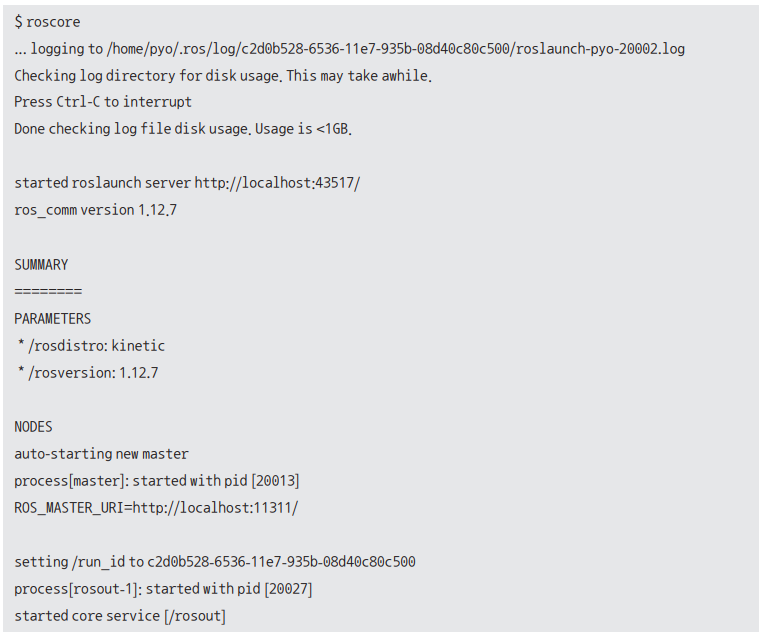 $ roscore
... logging to /home/pyo/.ros/log/c2d0b528-6536-11e7-935b-08d40c80c500/roslaunch-pyo-20002.log
Checking log directory for disk usage. This may take awhile.
Press Ctrl-C to interrupt
Done checking log file disk usage. Usage is <1GB.

started roslaunch server http://localhost:43517/
ros_comm version 1.12.7

SUMMARY
========
PARAMETERS
 * /rosdistro: kinetic
 * /rosversion: 1.12.7

NODES
auto-starting new master
process[master]: started with pid [20013]
ROS_MASTER_URI=http://localhost:11311/

setting /run_id to c2d0b528-6536-11e7-935b-08d40c80c500
process[rosout-1]: started with pid [20027]
started core service [/rosout]